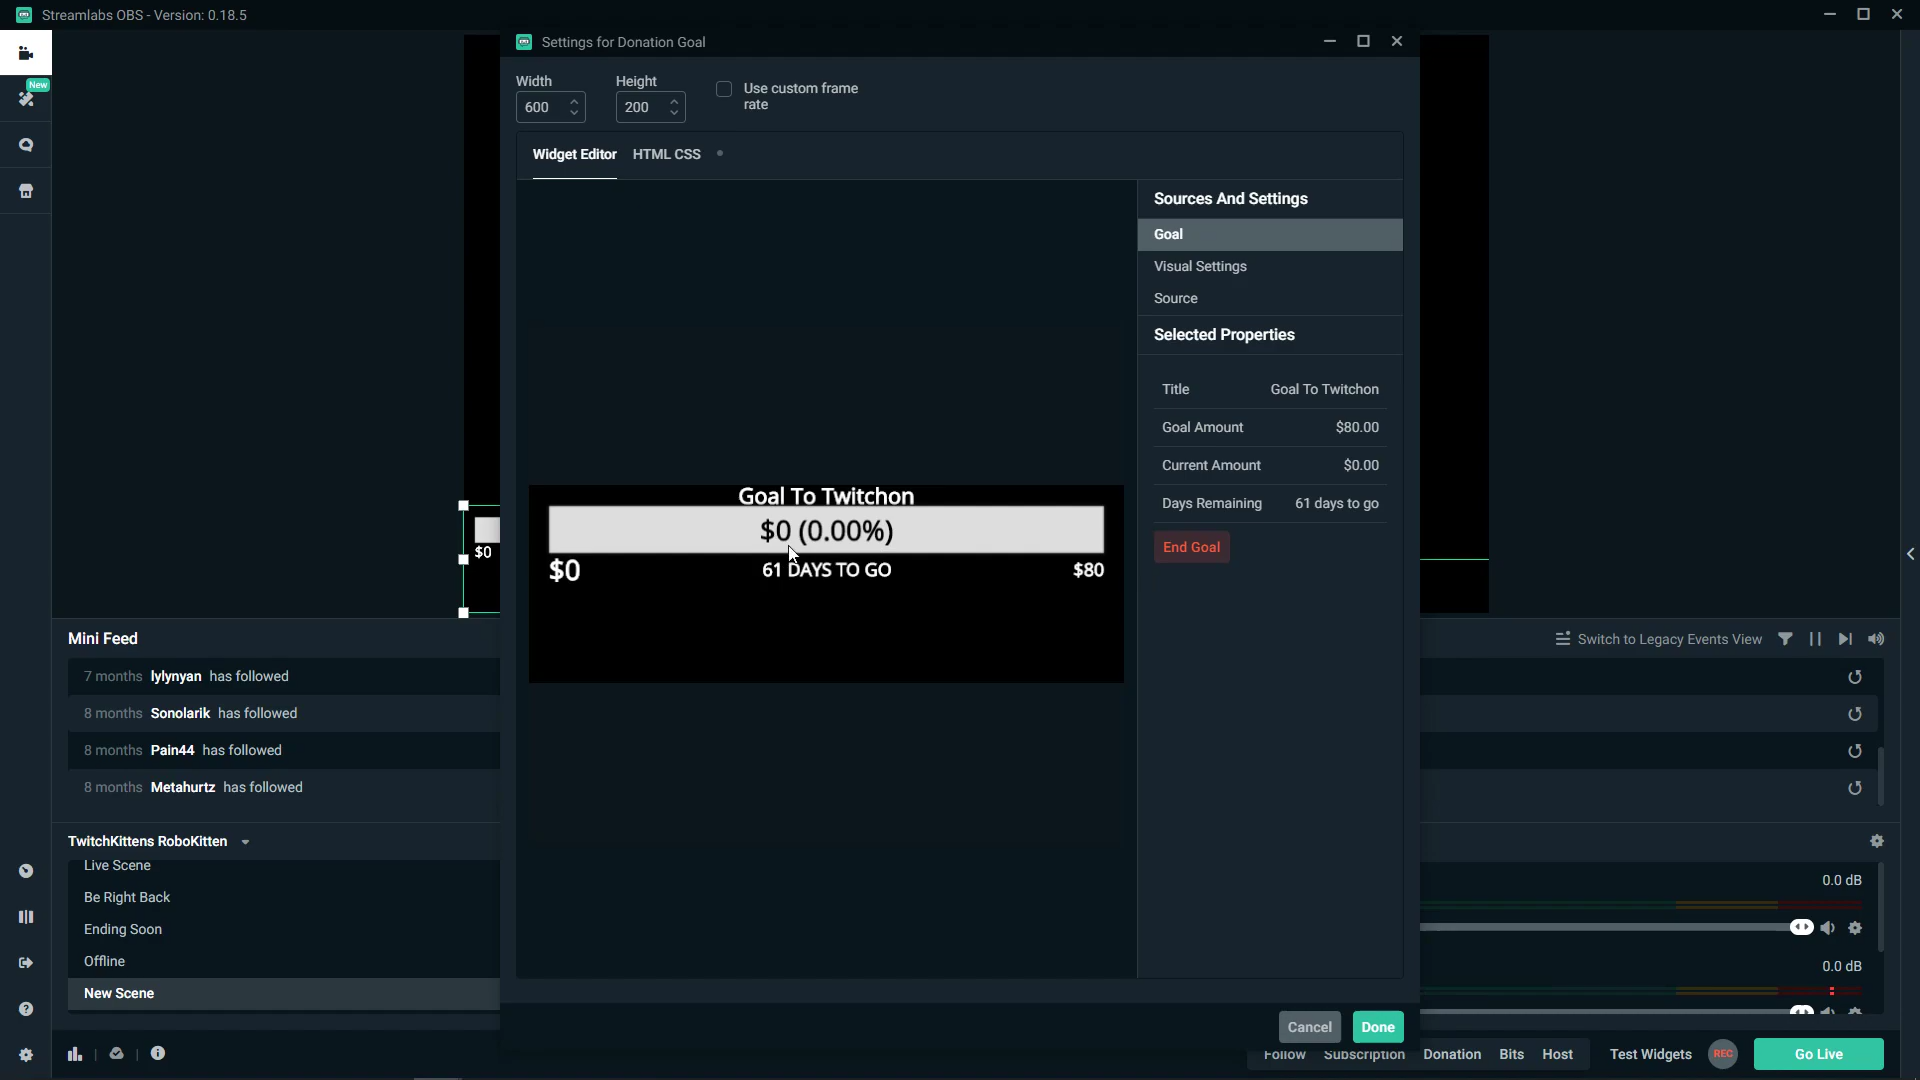 Streamlabs OBS - Version: 0.18.5
Settings for Donation Goal
New
Width
Height
600
200
Use custom frame
rate
Widget Editor
HTML CSS
Sources And Settings
Goal
Visual Settings
Source
Selected Properties
Title
Goal To Twitchon
Goal Amount
$80.00
Current Amount
$0.00
Days Remaining
61 days to go
End Goal
Goal To Twitchon
$0 (0.00%)
$0
61 DAYS TO GO
$80
$0
Mini Feed
Switch to Legacy Events View
7 months lylynyan has followed
8 months Sonolarik has followed
8 months Pain44 has followed
8 months Metahurtz has followed
TwitchKittens RoboKitten
Live Scene
Be Right Back
Ending Soon
Offline
New Scene
0.0 dB
0.0 dB
Cancel
Done
Follow
Subscription
Donation
Bits
Host
Test Widgets
REC
Go Live